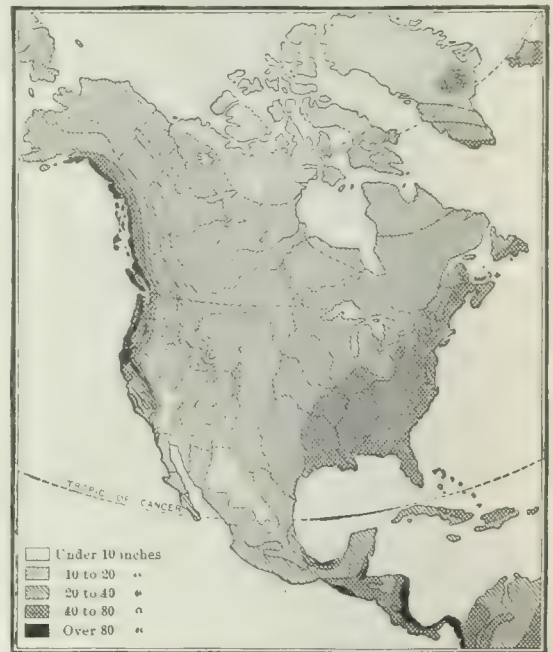 TROPIC OF CANCER
Under 10 inches
10 to 20 "
20 to 40 "
40 to 80 "
Over 80 "